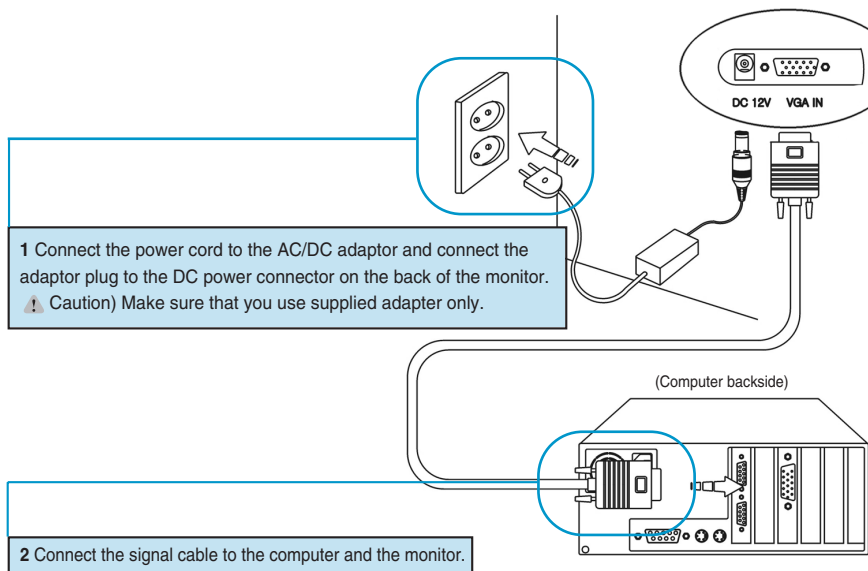 DC 12V VGA IN
1 Connect the power cord to the AC/DC adaptor and connect the
adaptor plug to the DC power connector on the back of the monitor.
Caution) Make sure that you use supplied adapter only.
(Computer backside)
2 Connect the signal cable to the computer and the monitor.